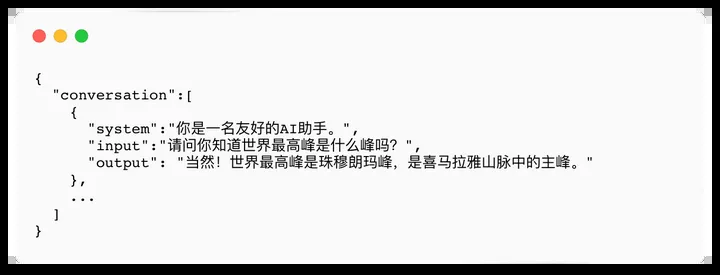 {
  "conversation":[
    {
      "system":"你是一名友好的AI助手。",
      "input":"请问你知道世界最高峰是什么峰吗？",
      "output": "当然！世界最高峰是珠穆朗玛峰，是喜马拉雅山脉中的主峰。"
    },
    ...
  ]
}